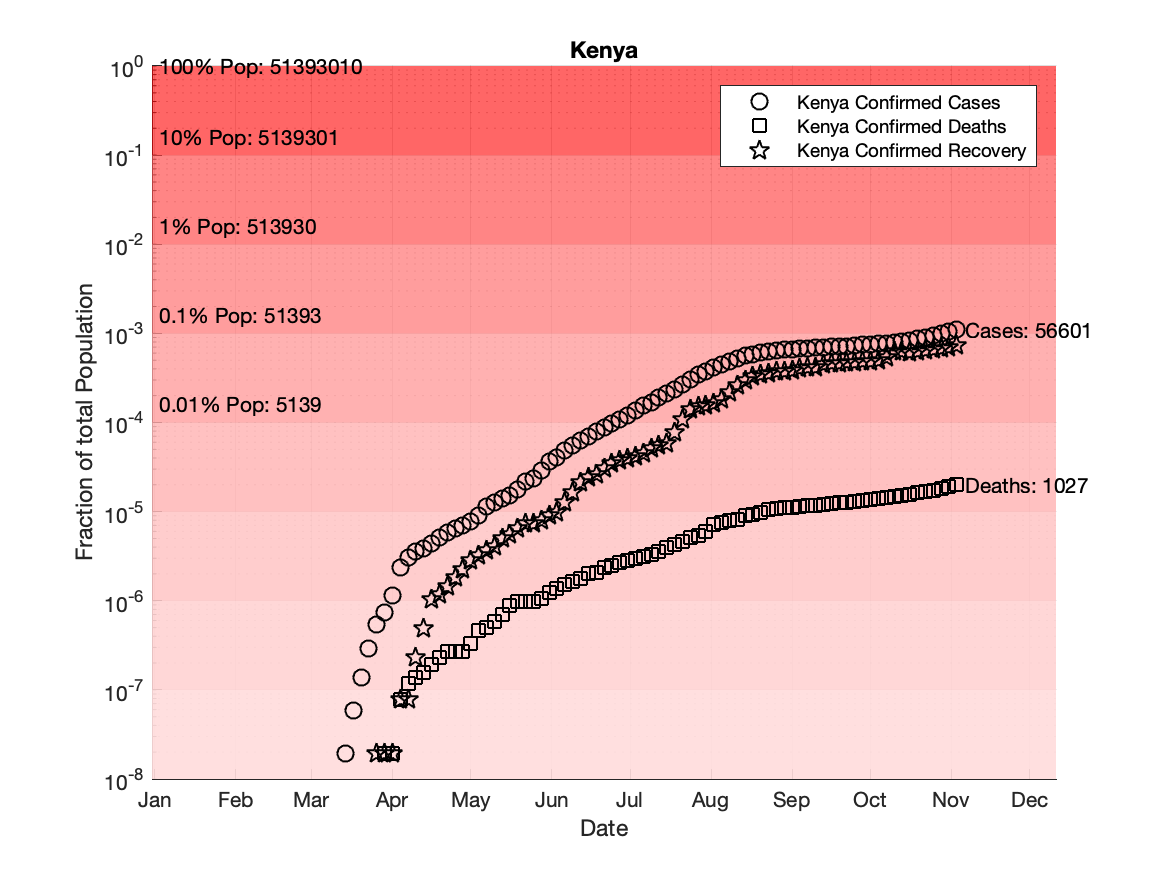 Kenya
10^0
100% Pop: 51393010
Kenya Confirmed Cases
Kenya Confirmed Deaths
Kenya Confirmed Recovery
10% Pop: 5139301
10^-1
1% Pop: 513930
10^-2
0.1% Pop: 51393
10^-3
Cases: 56601
0.01% Pop: 5139
10^-4
Deaths: 1027
10^-5
10^-6
10^-7
10^-8
Fraction of total Population
Jan Feb Mar Apr May Jun Jul Aug Sep Oct Nov Dec
Date